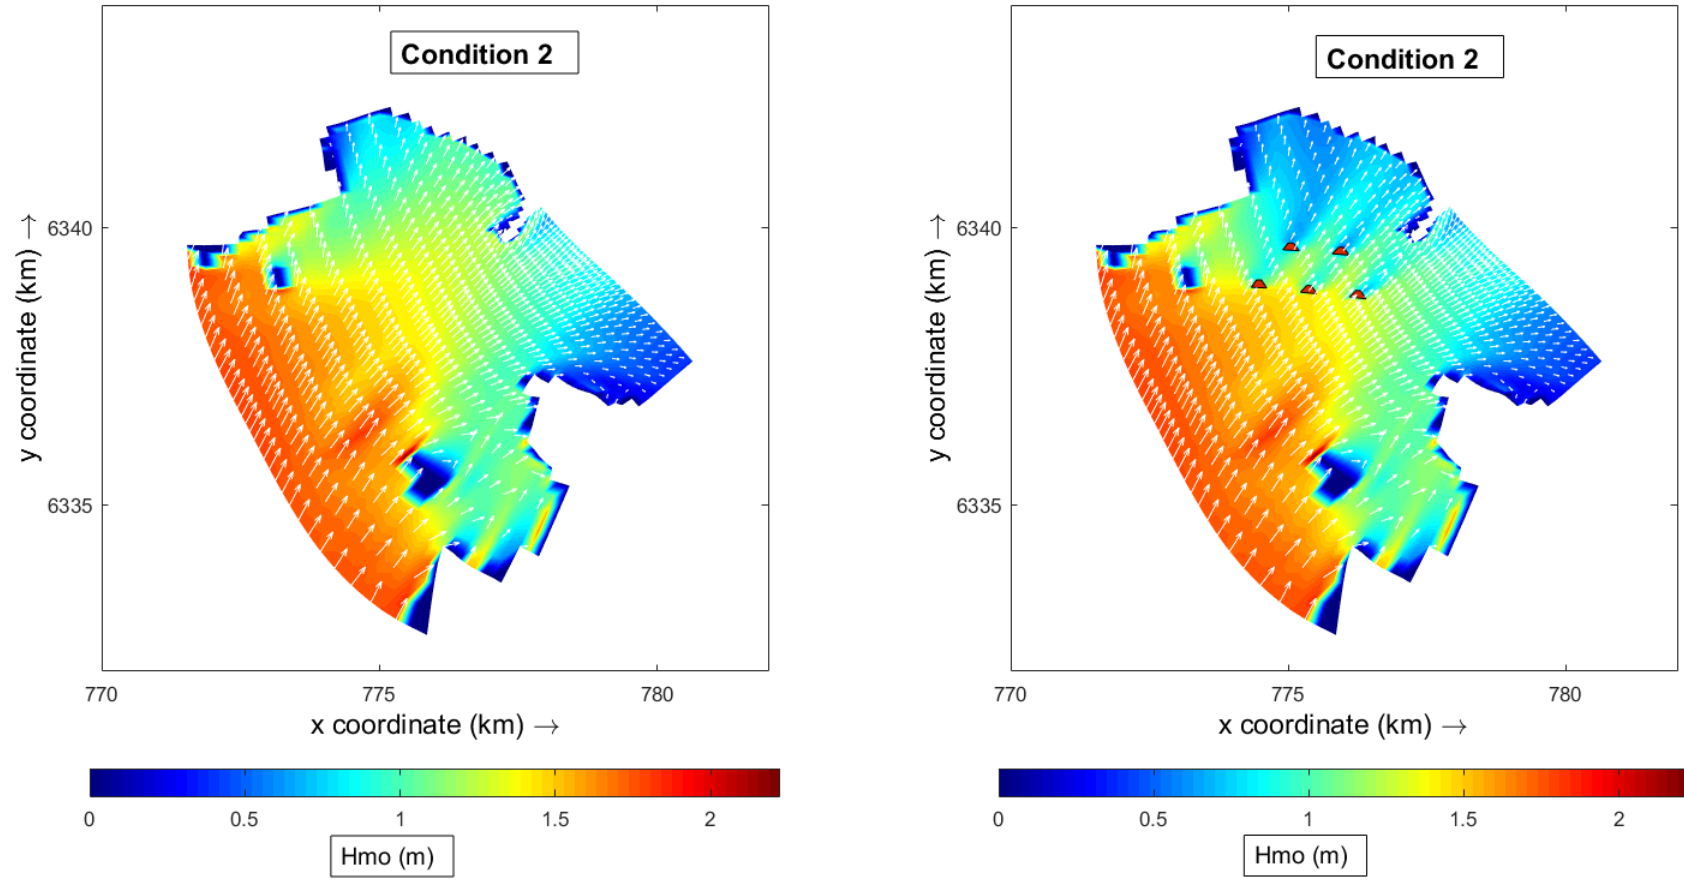 Condition 2
y coordinate (km) →
6340
6335
770
775
780
x coordinate (km) →
0
0.5
1
1.5
2
Hmo (m)
Condition 2
y coordinate (km) →
6340
6335
770
775
780
x coordinate (km) →
0
0.5
1
1.5
2
Hmo (m)